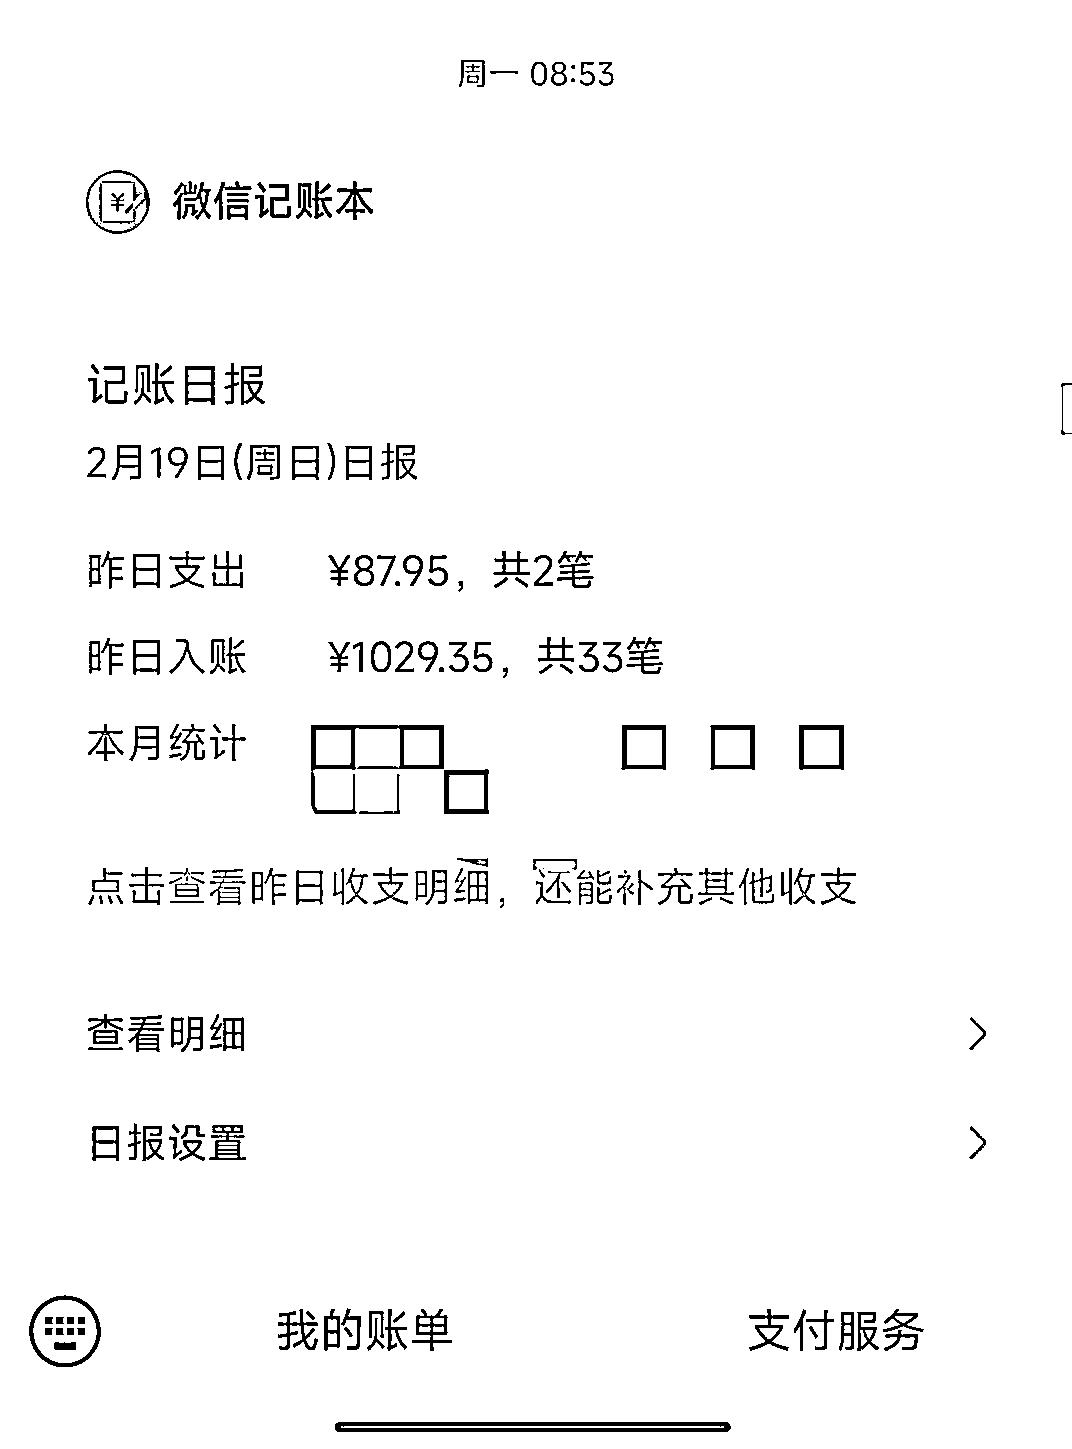 周一 08:53
微信记账本
记账日报
2月19日(周日)日报
昨日支出 ¥87.95，共2笔
昨日入账 ¥1029.35，共33笔
本月统计
点击查看昨日收支明细，还能补充其他收支
查看明细
日报设置
我的账单 支付服务